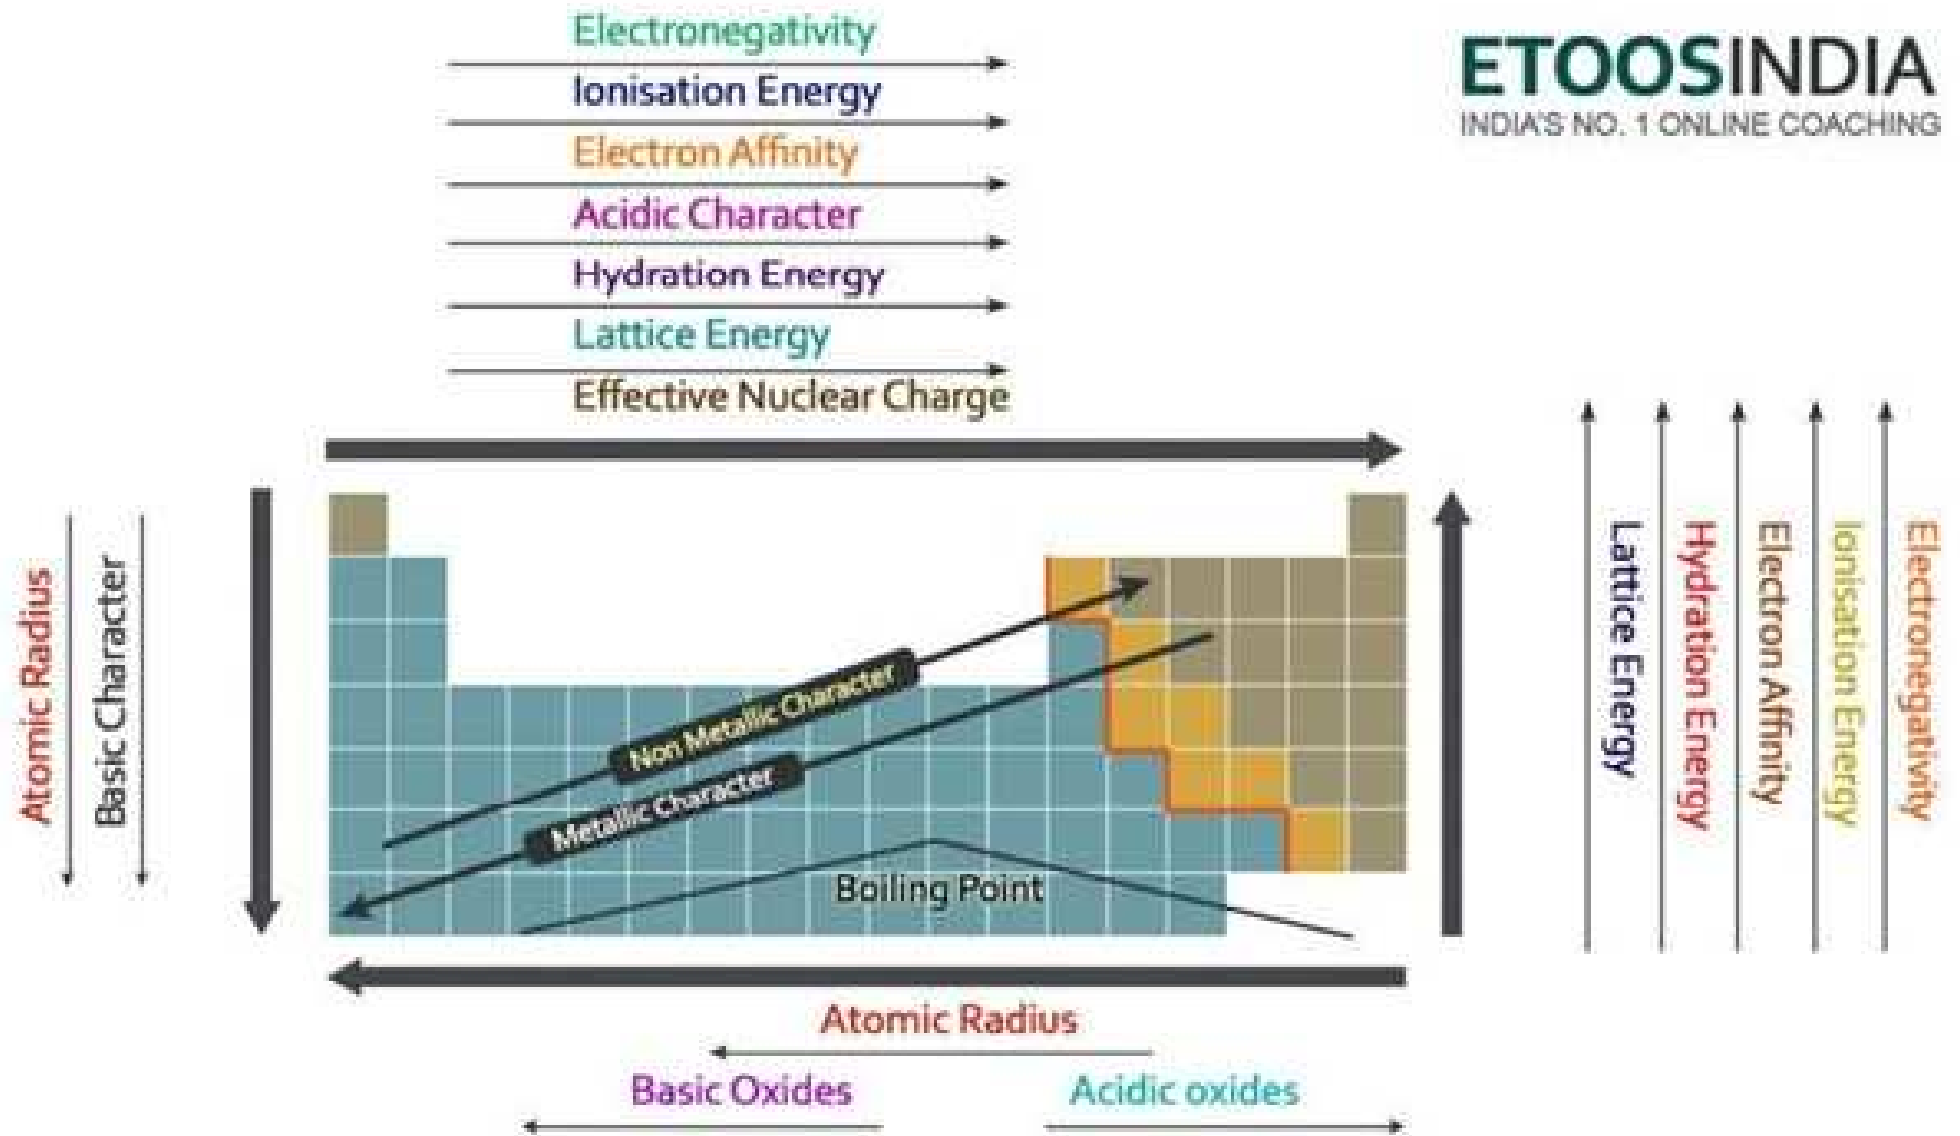 Electronegativity
Ionisation Energy
Electron Affinity
Acidic Character
Hydration Energy
Lattice Energy
Effective Nuclear Charge
ETOOSINDIA
INDIA'S NO. 1 ONLINE COACHING
Atomic Radius
Basic Character
Non Metallic Character
Metallic Character
Boiling Point
Lattice Energy
Hydration Energy
Electron Affinity
Ionisation Energy
Electronegativity
Atomic Radius
Basic Oxides
Acidic oxides